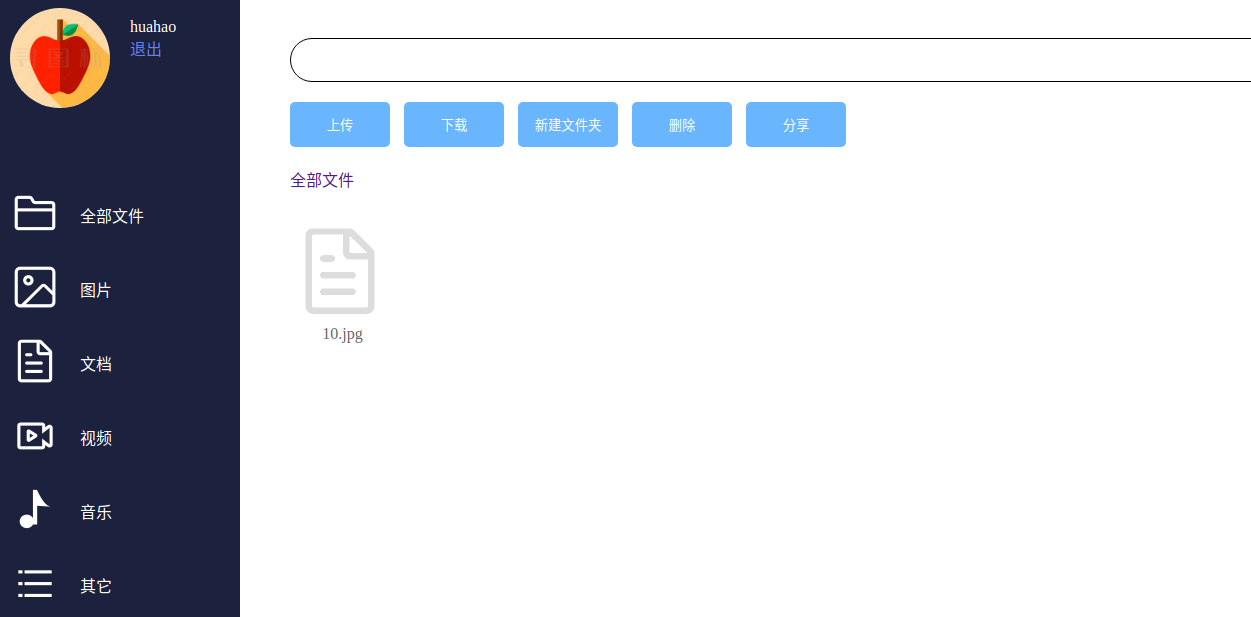 huahao
退出
上传
下载
新建文件夹
删除
分享
全部文件
10.jpg
全部文件
图片
文档
视频
音乐
其它